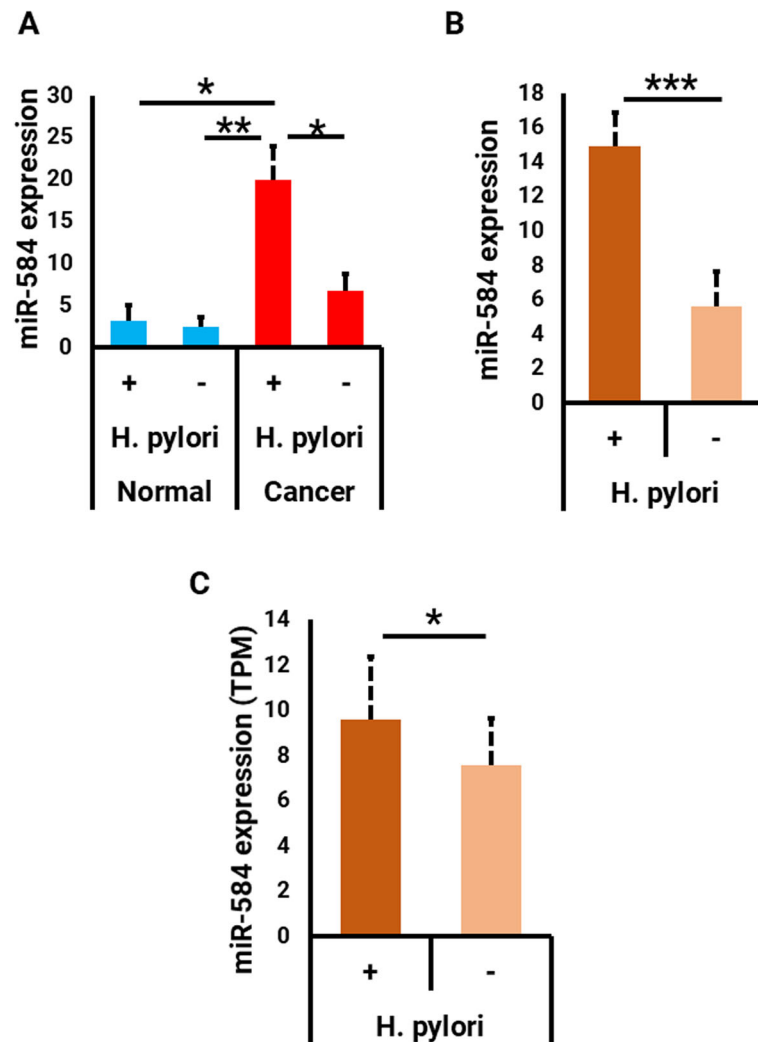 A
miR-584 expression
30
25
20
15
10
5
0
*
**
*
+ - + -
H. pylori H. pylori
Normal Cancer
B
miR-584 expression
18
16
14
12
10
8
6
4
2
0
***
+ -
H. pylori
C
miR-584 expression (TPM)
14
12
10
8
6
4
2
0
*
+ -
H. pylori